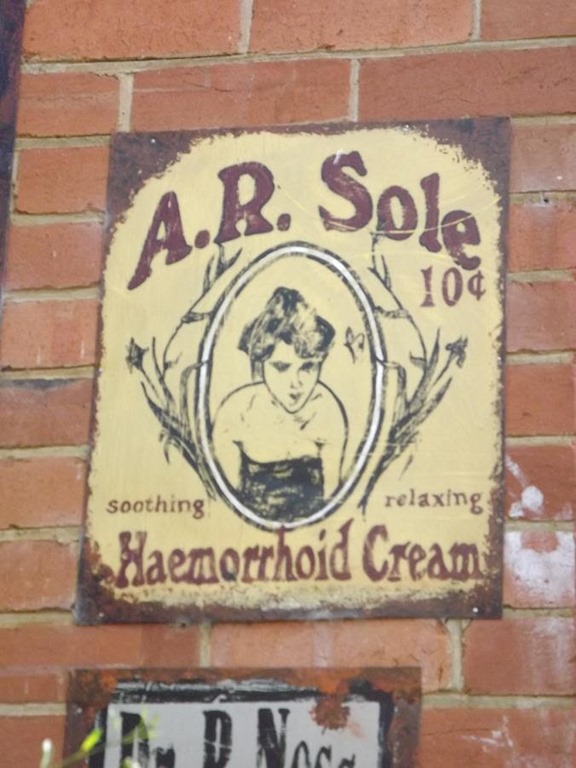 A.R. Sole
10¢
soothing relaxing
Haemorrhoid Cream